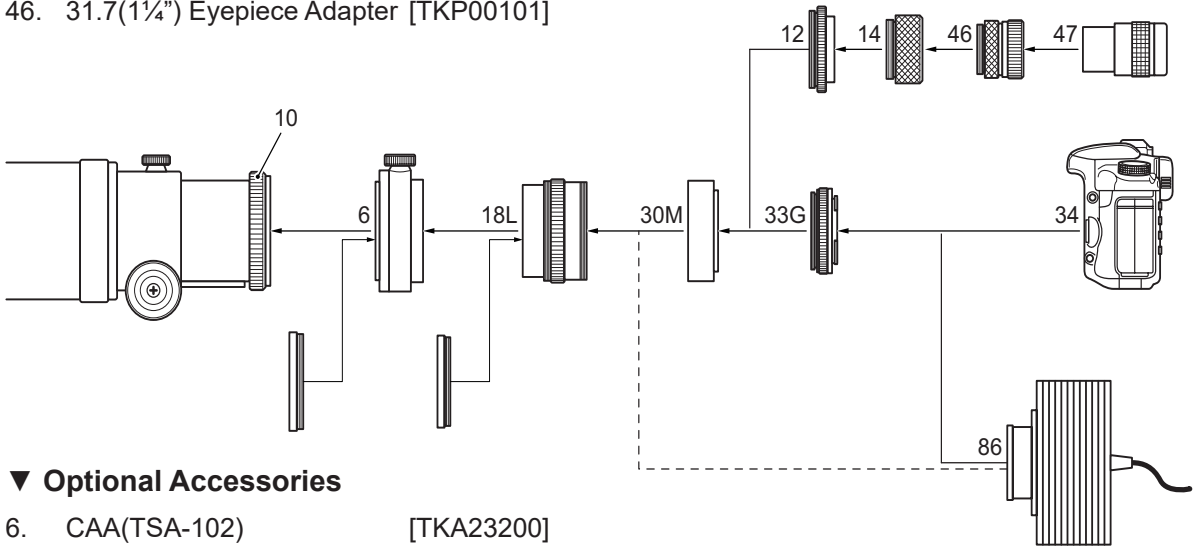 46. 31.7(1¼”) Eyepiece Adapter [TKP00101]
12 14 46 47
10
6 18L 30M 33G 34
86
▼ Optional Accessories
6. CAA(TSA-102) [TKA23200]